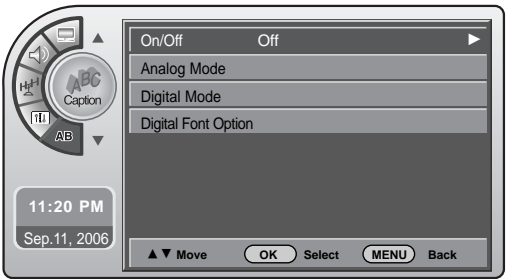 On/Off Off ►
Analog Mode
Digital Mode
Digital Font Option
ABC
Caption
AB
11:20 PM
Sep.11, 2006
▲▼ Move OK Select MENU Back